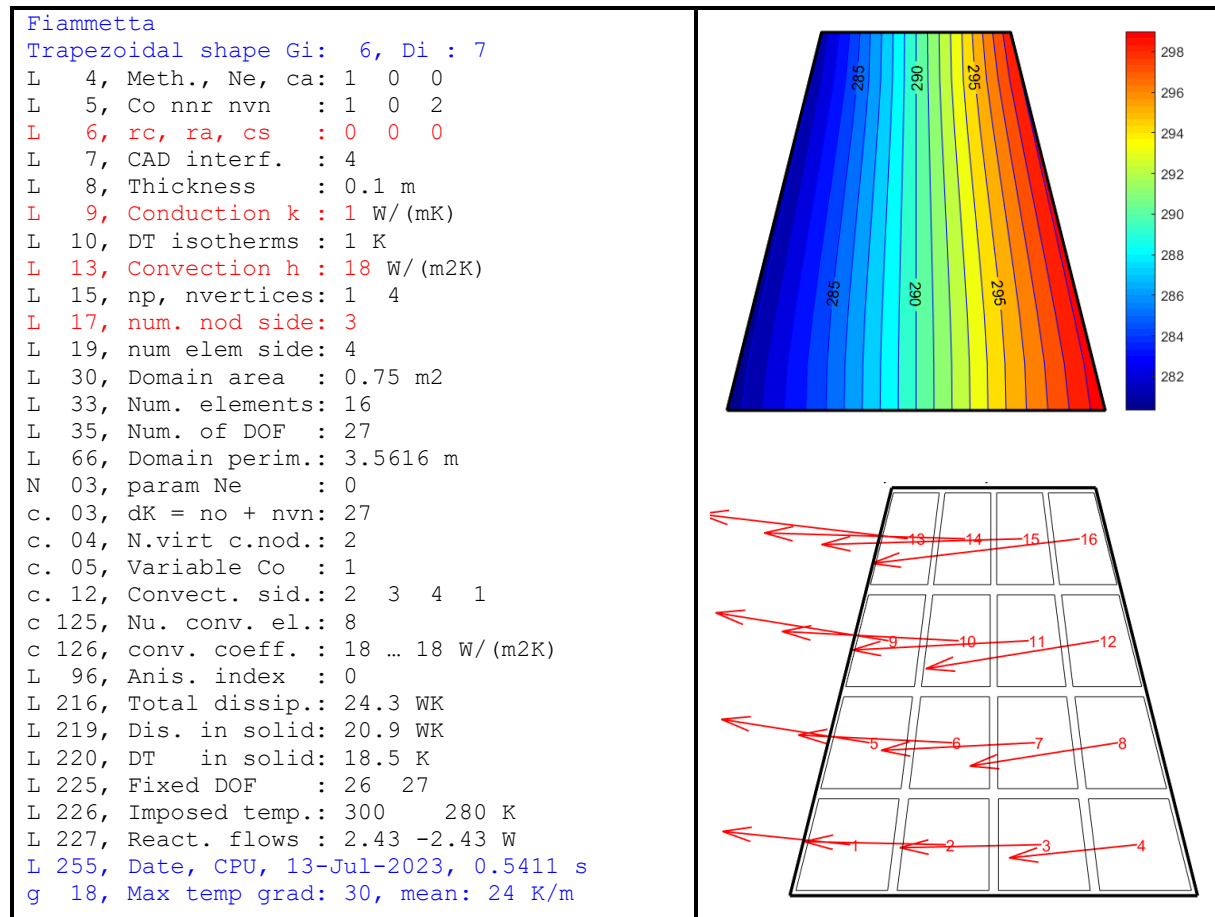 Fiammetta
Trapezoidal shape Gi:  6, Di : 7
L   4, Meth., Ne, ca: 1  0  0
L   5, Co nnr nvn   : 1  0  2
L   6, rc, ra, cs   : 0  0  0
L   7, CAD interf.  : 4
L   8, Thickness    : 0.1 m
L   9, Conduction k : 1 W/(mK)
L  10, DT isotherms : 1 K
L  13, Convection h : 18 W/(m2K)
L  15, np, nvertices: 1  4
L  17, num. nod side: 3
L  19, num elem side: 4
L  30, Domain area  : 0.75 m2
L  33, Num. elements: 16
L  35, Num. of DOF  : 27
L  66, Domain perim.: 3.5616 m
N  03, param Ne     : 0
c. 03, dK = no + nvn: 27
c. 04, N.virt c.nod.: 2
c. 05, Variable Co  : 1
c. 12, Convect. sid.: 2  3  4  1
c 125, Nu. conv. el.: 8
c 126, conv. coeff. : 18 … 18 W/(m2K)
L  96, Anis. index  : 0
L 216, Total dissip.: 24.3 WK
L 219, Dis. in solid: 20.9 WK
L 220, DT   in solid: 18.5 K
L 225, Fixed DOF    : 26  27
L 226, Imposed temp.: 300    280 K
L 227, React. flows : 2.43 -2.43 W
L 255, Date, CPU, 13-Jul-2023, 0.5411 s
g  18, Max temp grad: 30, mean: 24 K/m
285 290 295
285 290 295
298
296
294
292
290
288
286
284
282
13 14 15 16
9 10 11 12
5 6 7 8
1 2 3 4